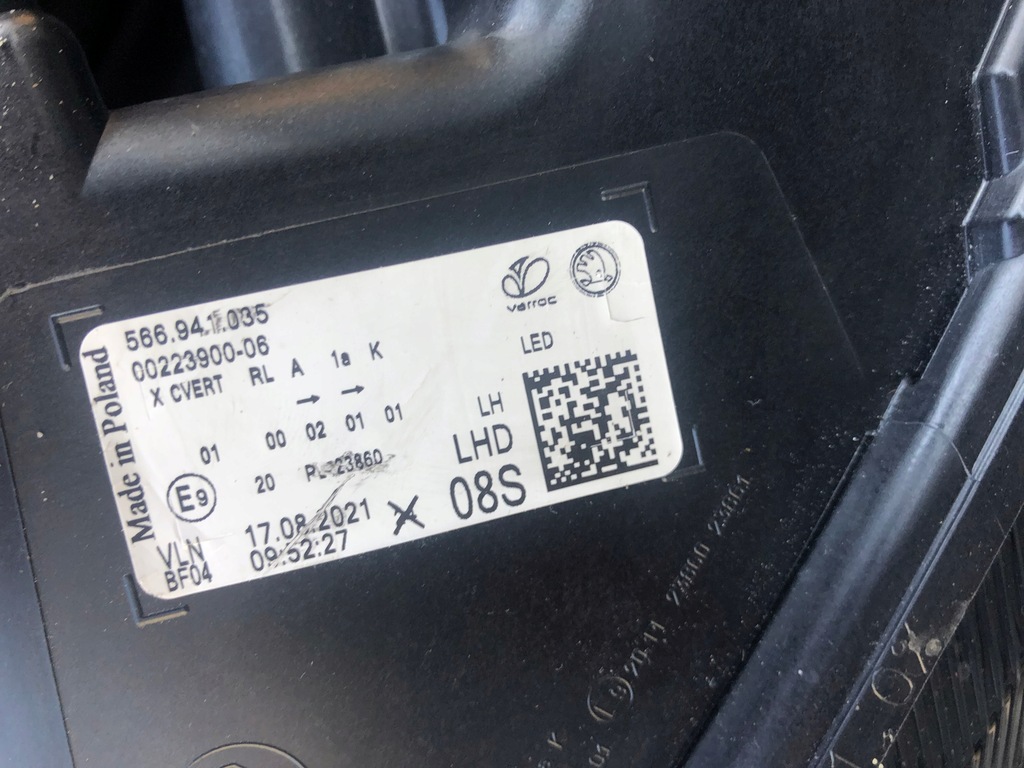 Made in Poland
566.941.035
00223900-06
X CVERT RL A 1a K
→ →
01 00 02 01 01
E9
20
VLN 17.08.2021
BF04 09:52:27
varroc
LED
LH
LHD
08S